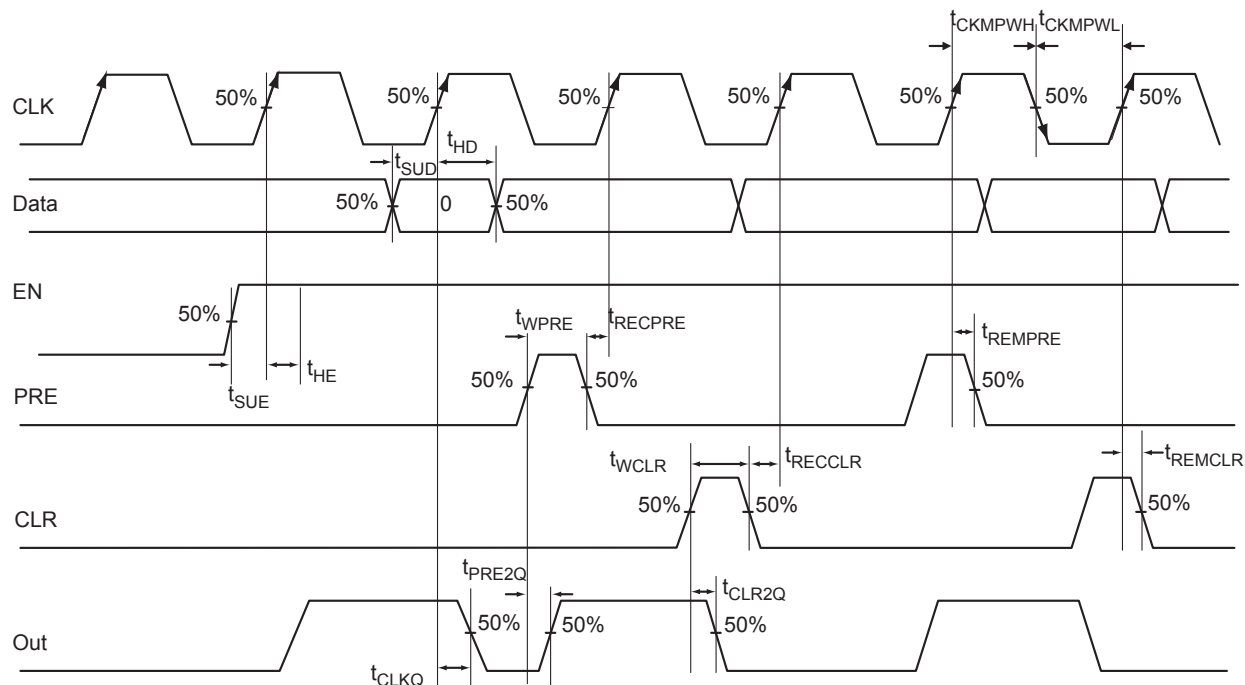 tCKMPWH tCKMPWL
CLK
50% 50% 50% 50% 50% 50% 50%
tHD
tSUD
Data
50% 0 50%
EN
50%
tWPRE tRECPRE tREMPRE
tHE
tSUE
PRE
50% 50% 50%
tWCLR tRECCLR tREMCLR
CLR
50% 50% 50%
tPRE2Q tCLR2Q
Out
50% 50% 50%
tCLKQ